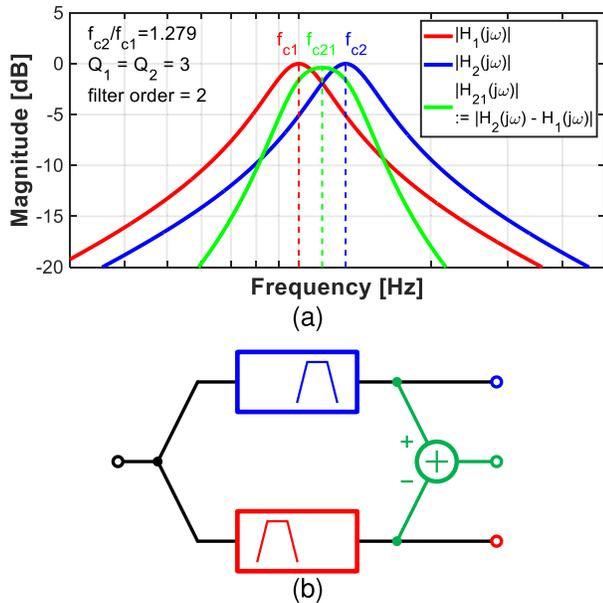 5
0
-5
-10
-15
-20
Magnitude [dB]
f_c2/f_c1=1.279
Q_1 = Q_2 = 3
filter order = 2
f_c1 f_c21 f_c2
|H_1(jω)|
|H_2(jω)|
|H_21(jω)|
:= |H_2(jω) - H_1(jω)|
Frequency [Hz]
(a)
+
+
−
(b)